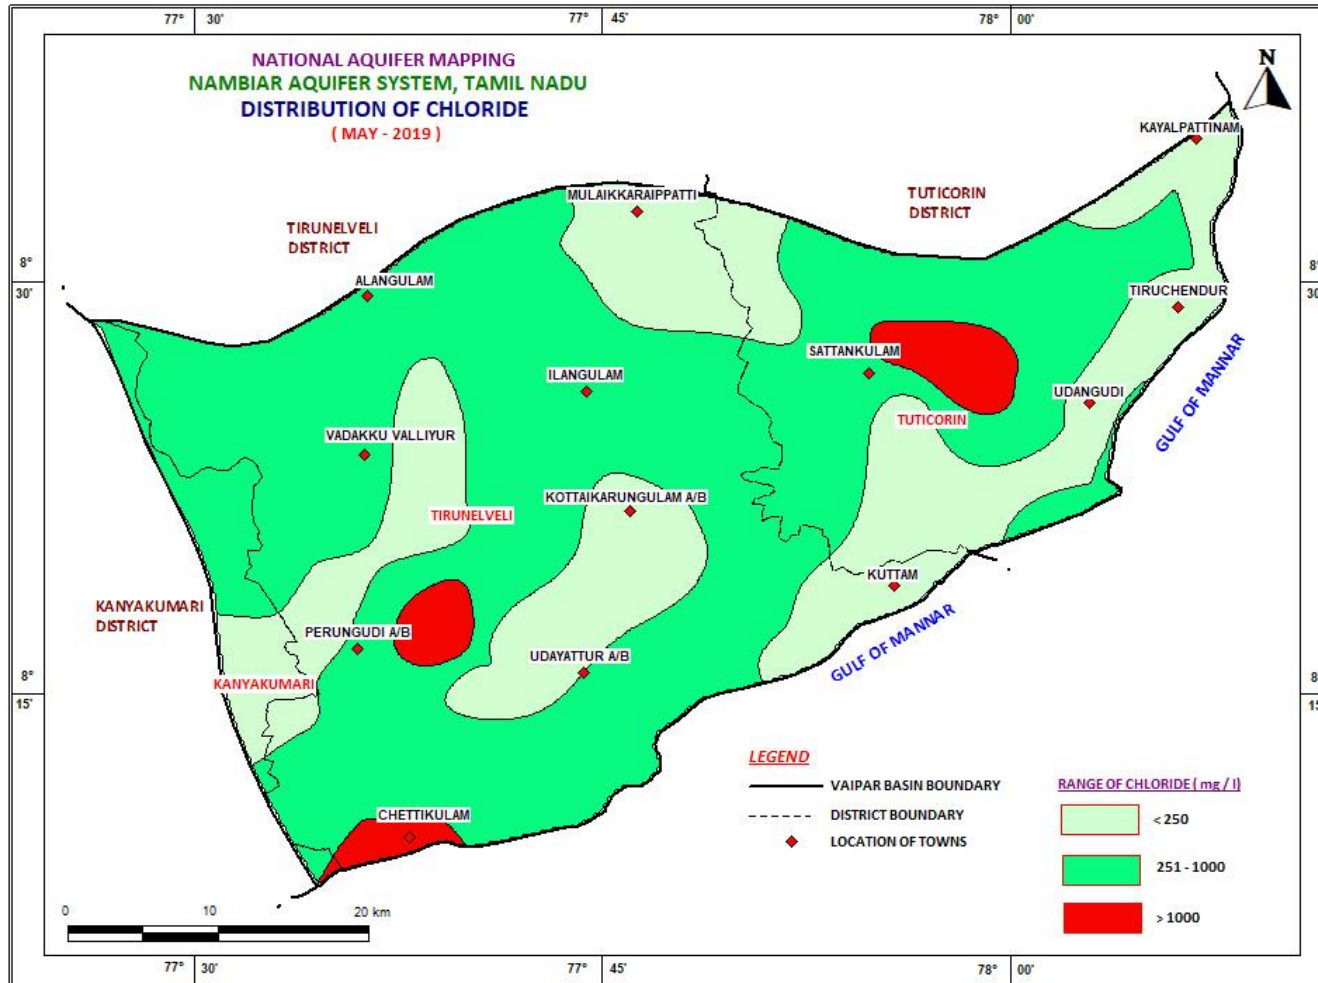 77° 30'
77° 45'
78° 00'
NATIONAL AQUIFER MAPPING
NAMBIAR AQUIFER SYSTEM, TAMIL NADU
DISTRIBUTION OF CHLORIDE
( MAY - 2019 )
N
KAYALPATTINAM
MULAIKKARAIPPATTI
TUTICORIN
DISTRICT
TIRUNELVELI
DISTRICT
8°
30'
8°
30'
ALANGULAM
TIRUCHENDUR
SATTANKULAM
ILANGULAM
UDANGUDI
GULF OF MANNAR
TUTICORIN
VADAKKU VALLIYUR
KOTTAIKARUNGULAM A/B
TIRUNELVELI
KUTTAM
KANYAKUMARI
DISTRICT
PERUNGUDI A/B
UDAYATTUR A/B
GULF OF MANNAR
KANYAKUMARI
8°
15'
8
15
LEGEND
VAIPAR BASIN BOUNDARY
DISTRICT BOUNDARY
LOCATION OF TOWNS
RANGE OF CHLORIDE ( mg / l)
< 250
251 - 1000
> 1000
CHETTIKULAM
0 10 20 km
77° 30'
77° 45'
78° 00'